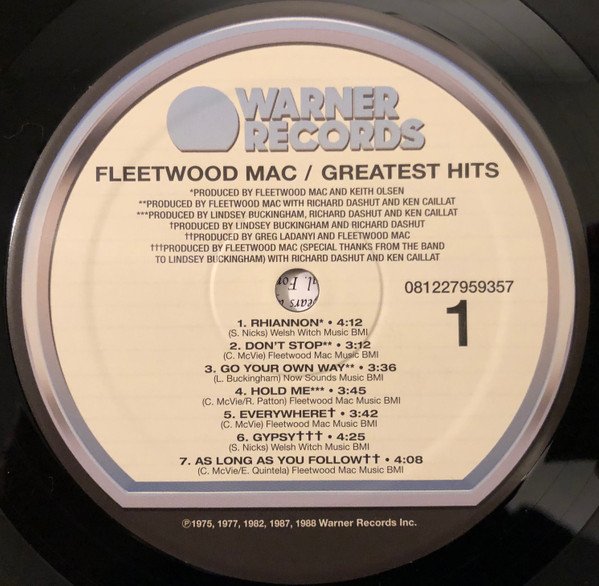 WARNER
RECORDS
FLEETWOOD MAC / GREATEST HITS
*PRODUCED BY FLEETWOOD MAC AND KEITH OLSEN
**PRODUCED BY FLEETWOOD MAC WITH RICHARD DASHUT AND KEN CAILLAT
***PRODUCED BY LINDSEY BUCKINGHAM, RICHARD DASHUT AND KEN CAILLAT
†PRODUCED BY LINDSEY BUCKINGHAM AND RICHARD DASHUT
††PRODUCED BY GREG LADANYI AND FLEETWOOD MAC
†††PRODUCED BY FLEETWOOD MAC (SPECIAL THANKS FROM THE BAND
TO LINDSEY BUCKINGHAM) WITH RICHARD DASHUT AND KEN CAILLAT
081227959357
1
1. RHIANNON* • 4:12
(S. Nicks) Welsh Witch Music BMI
2. DON'T STOP** • 3:12
(C. McVie) Fleetwood Mac Music BMI
3. GO YOUR OWN WAY** • 3:36
(L. Buckingham) Now Sounds Music BMI
4. HOLD ME*** • 3:45
(C. McVie/R. Patton) Fleetwood Mac Music BMI
5. EVERYWHERE† • 3:42
(C. McVie) Fleetwood Mac Music BMI
6. GYPSY††† • 4:25
(S. Nicks) Welsh Witch Music BMI
7. AS LONG AS YOU FOLLOW†† • 4:08
(C. McVie/E. Quintela) Fleetwood Mac Music BMI
℗1975, 1977, 1982, 1987, 1988 Warner Records Inc.